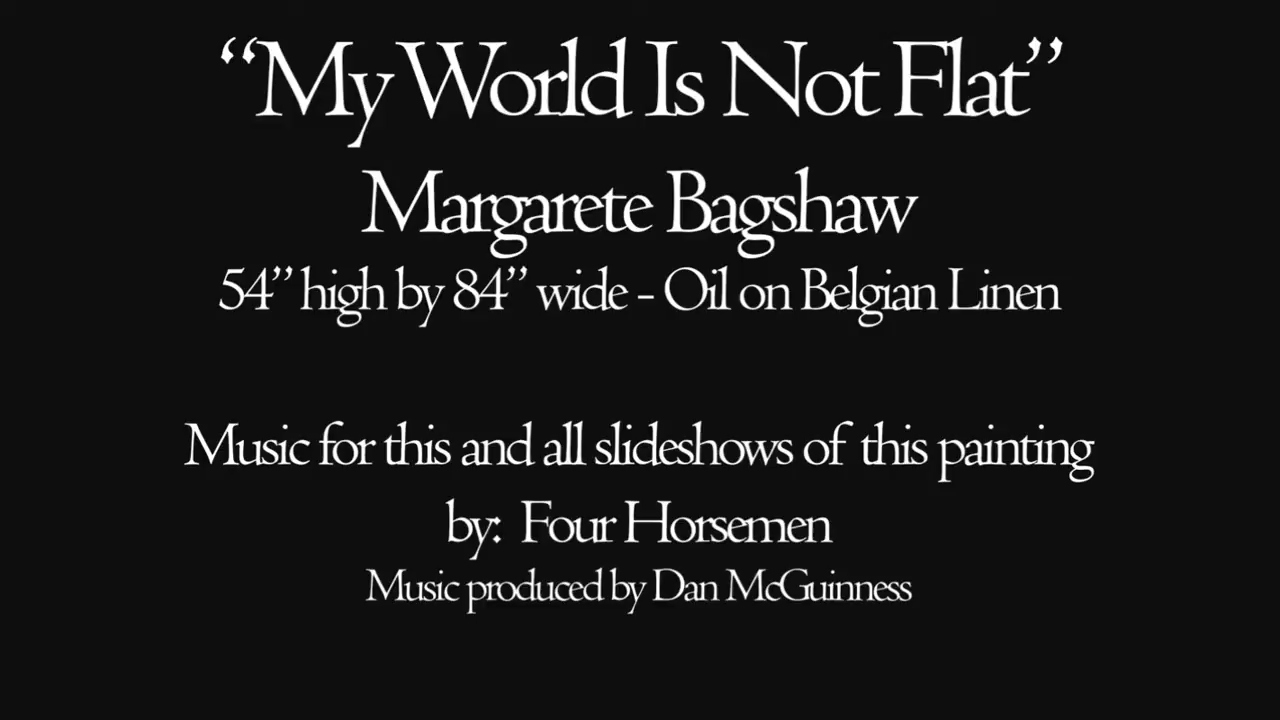 “My World Is Not Flat”
Margarete Bagshaw
54” high by 84” wide - Oil on Belgian Linen
Music for this and all slideshows of this painting
by: Four Horsemen
Music produced by Dan McGuinness